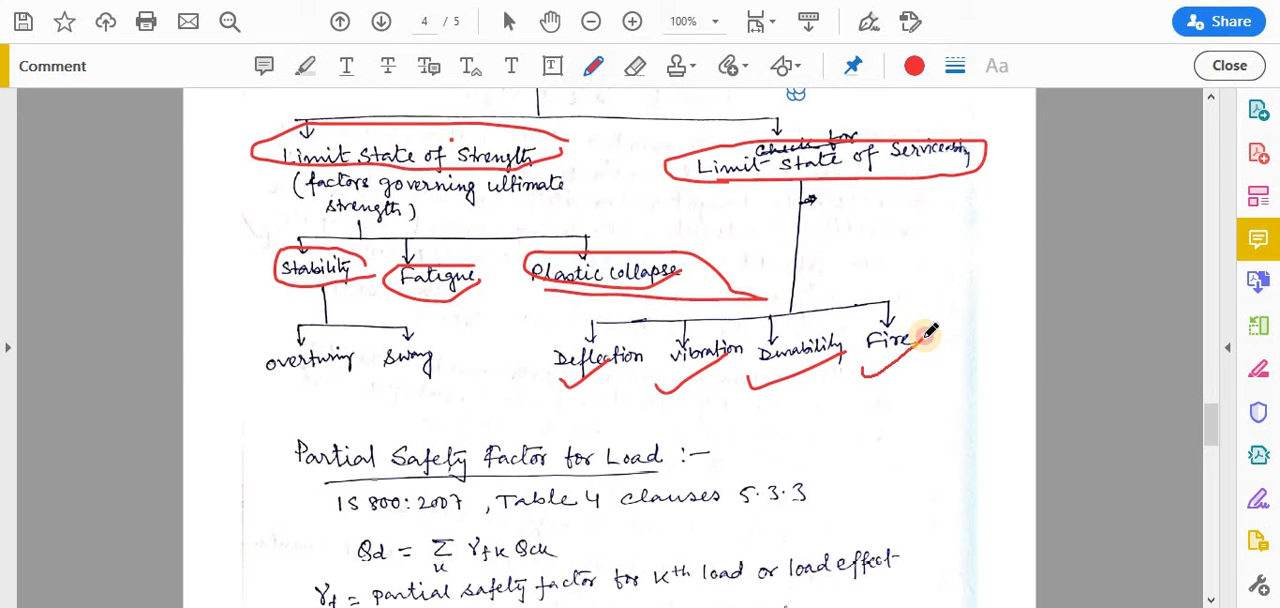 4 / 5
100%
Share
Comment
T
T
T
T
T
T
Aa
Close
Limit State of Strength
Check for
Limit State of Serviceability
(factors governing ultimate
strength)
Stability
Fatigue
Plastic collapse
overturing
Sway
Deflection
vibration
Durability
Fire
Partial Safety Factor for Load :-
IS 800:2007, Table 4 clauses 5.3.3
Qd = Σ γfk Qck
k
γf = partial safety factor for kth load or load effect